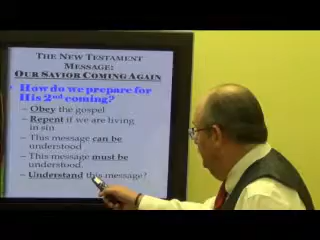 The New Testament
Message:
Our Savior Coming Again
How do we prepare for
His 2nd coming?
– Obey the gospel
– Repent if we are living
in sin
– This message can be
understood
– This message must be
understood.
– Understand this message?